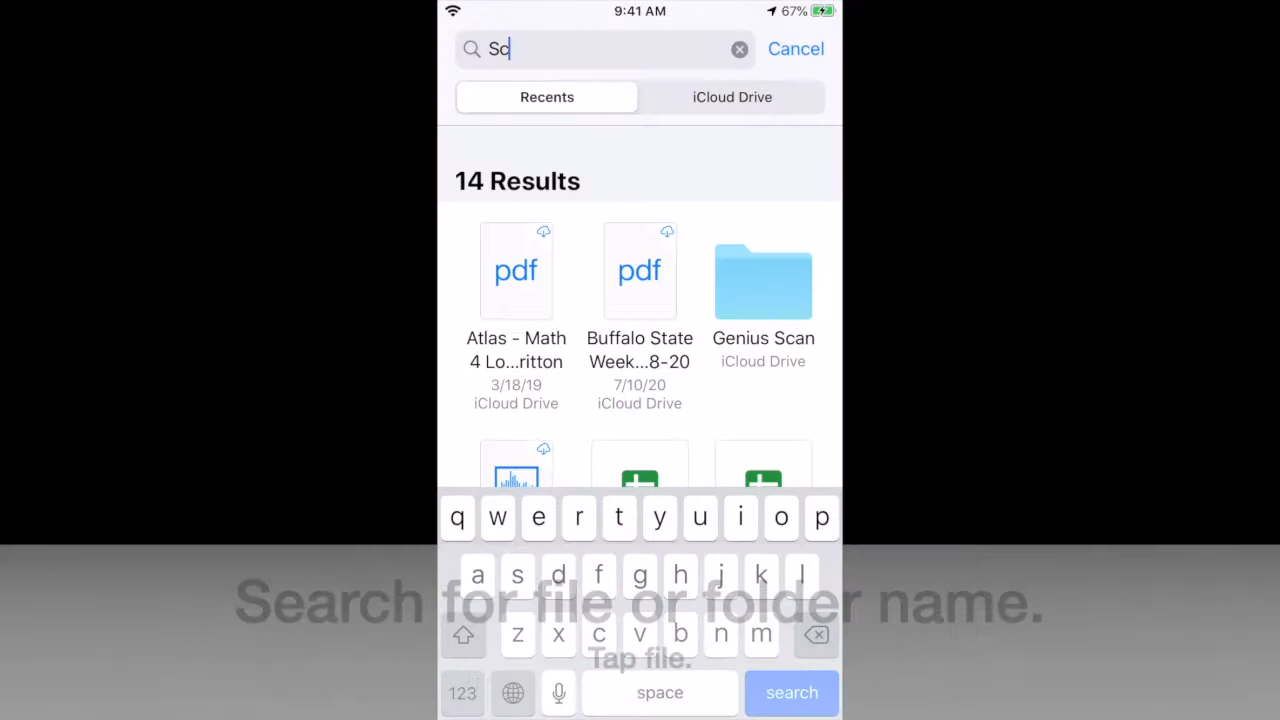 9:41 AM
67%
Sc
Cancel
Recents
iCloud Drive
14 Results
pdf
pdf
Atlas - Math
4 Lo...ritton
3/18/19
iCloud Drive
Buffalo State
Week...8-20
7/10/20
iCloud Drive
Genius Scan
iCloud Drive
q w e r t y u i o p
a s d f g h j k l
Search for file or folder name.
z x c v b n m
Tap file.
123
space
search